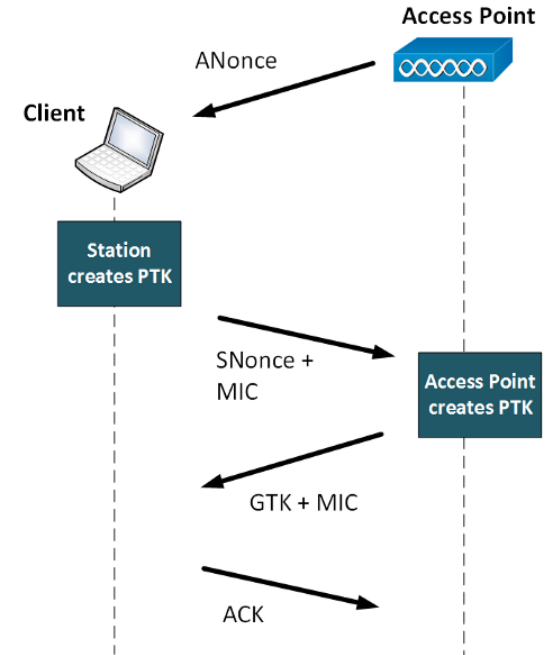 Access Point
ANonce
Client
Station
creates PTK
SNonce +
MIC
Access Point
creates PTK
GTK + MIC
ACK